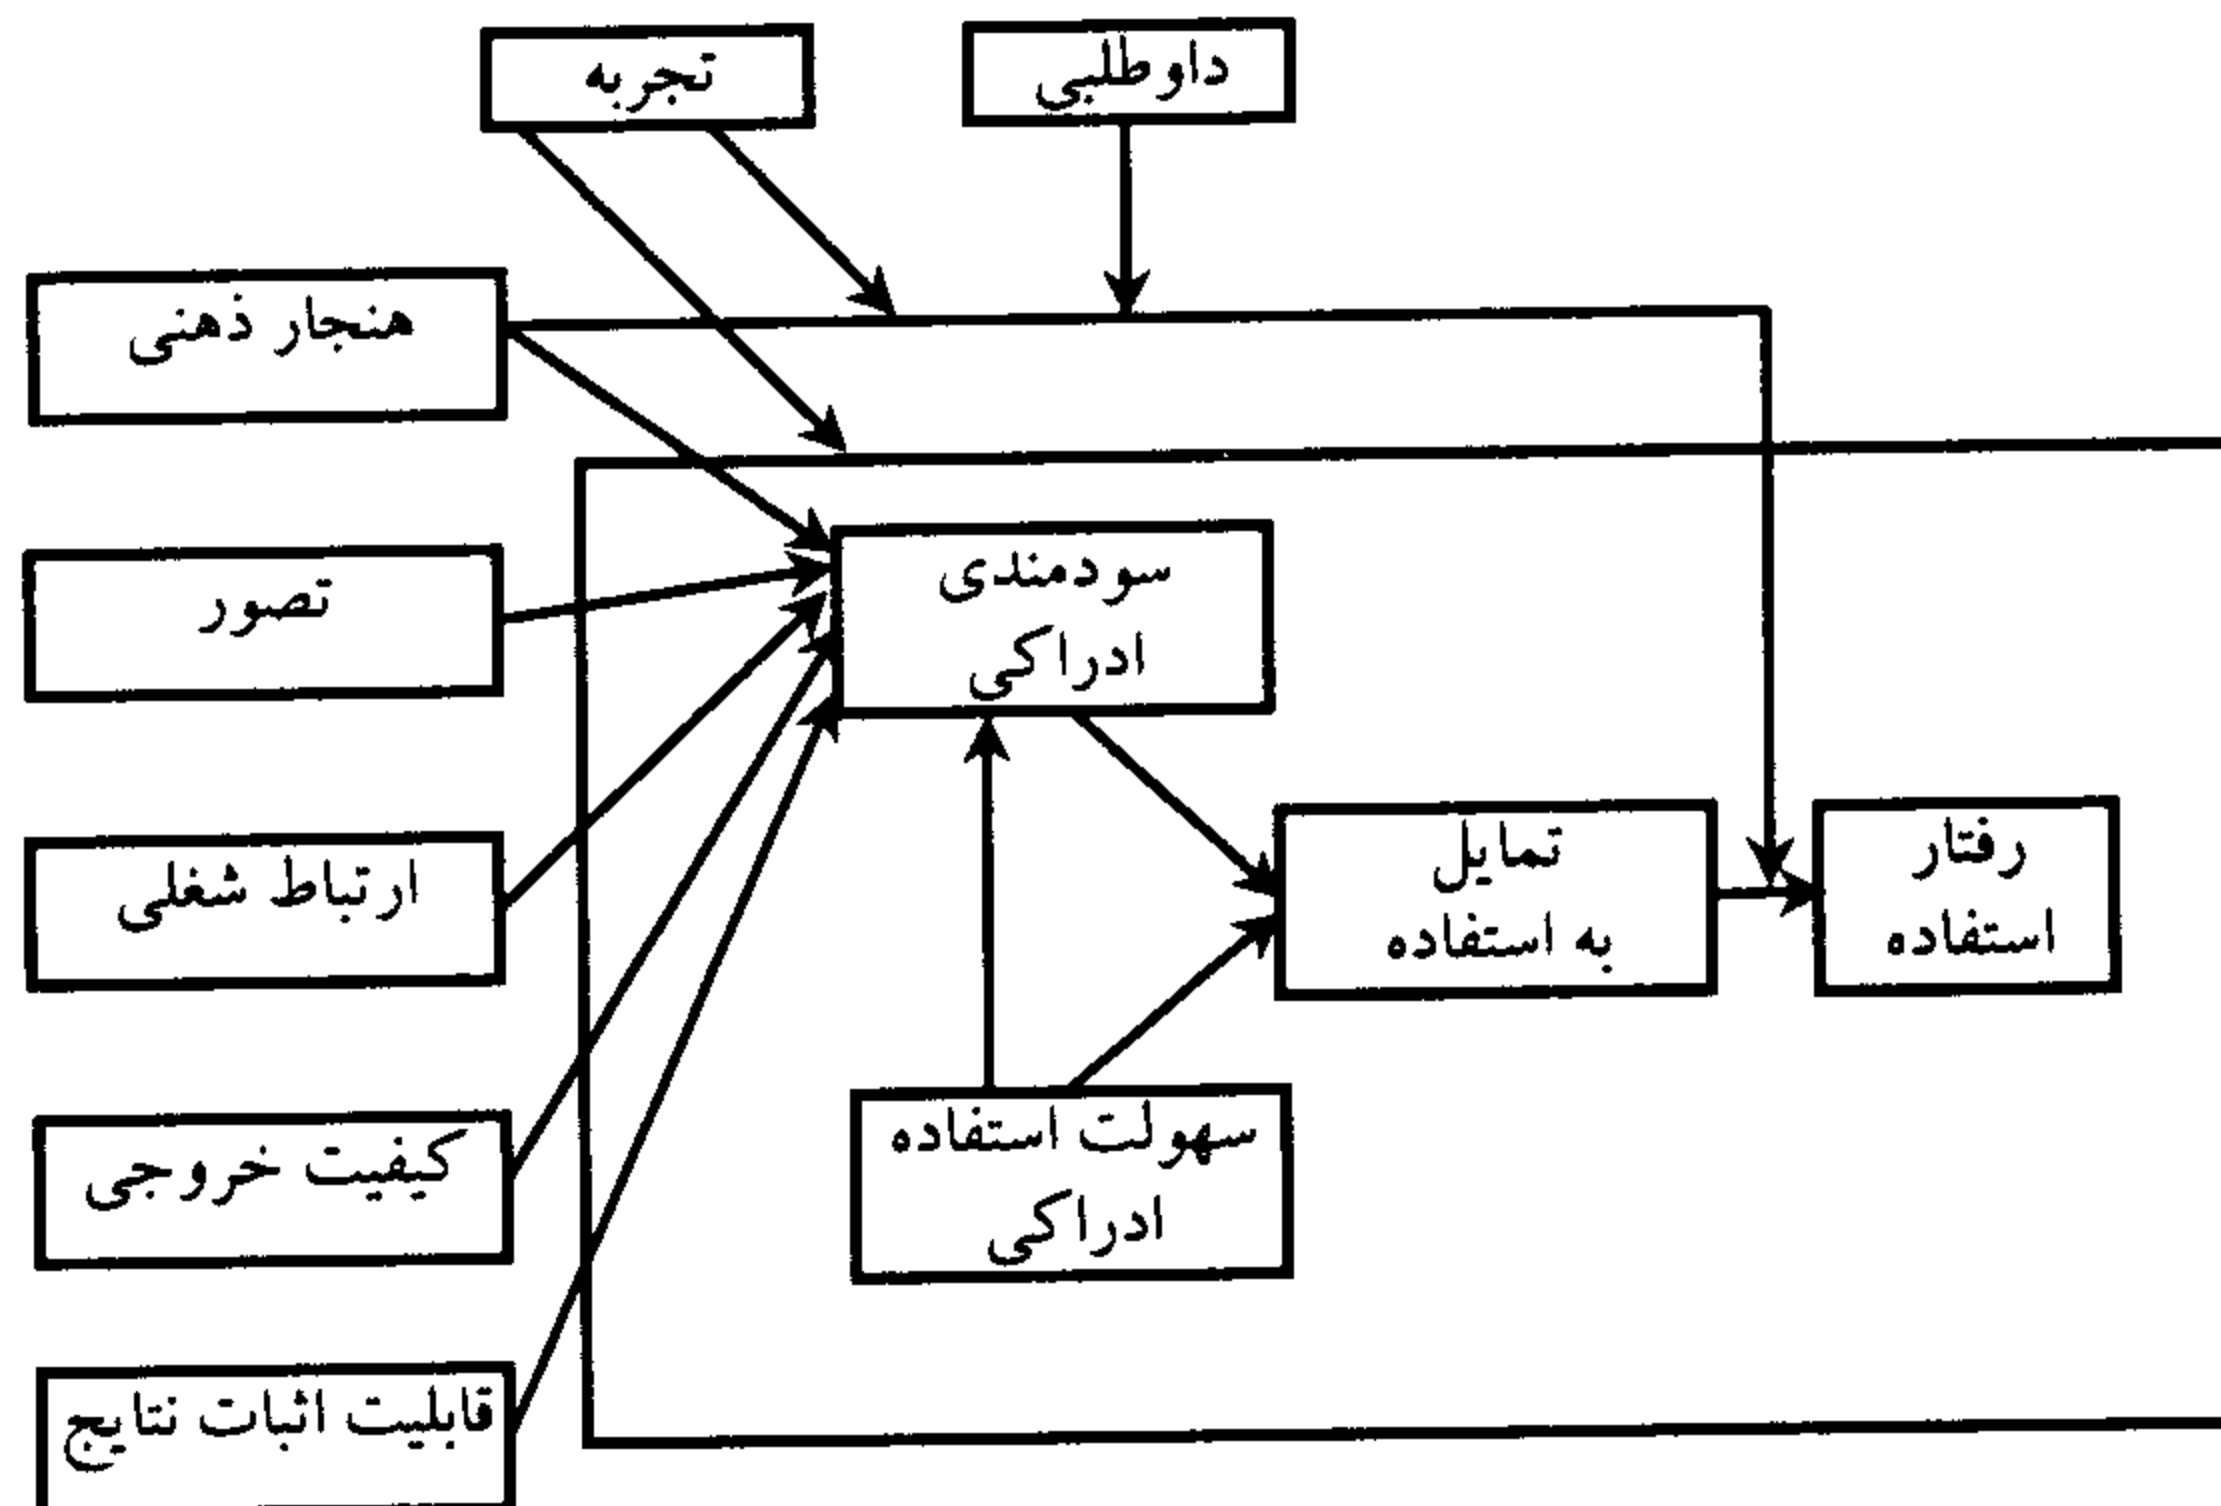 داوطلبی
تجربه
هنجار ذهنی
تصور
سودمندی
ادراکی
ارتباط شغلی
تمایل
به استفاده
رفتار
استفاده
کیفیت خروجی
سهولت استفاده
ادراکی
قابلیت اثبات نتایج